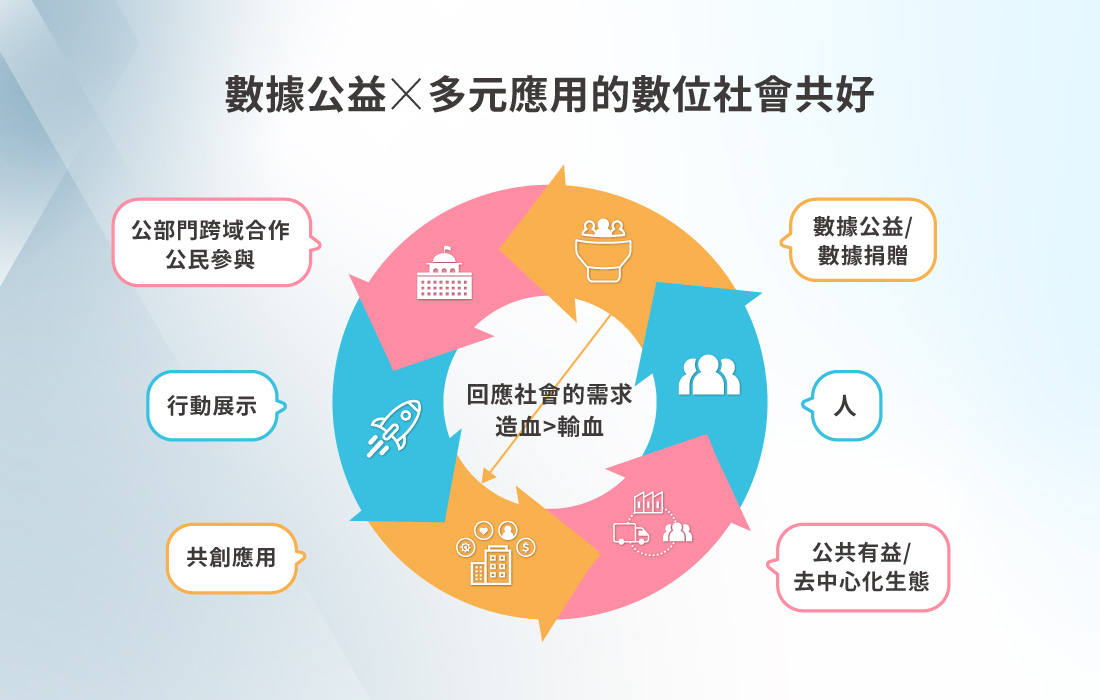 數據公益×多元應用的數位社會共好
公部門跨域合作
公民參與
數據公益/
數據捐贈
行動展示
回應社會的需求
造血>輸血
人
共創應用
公共有益/
去中心化生態
$